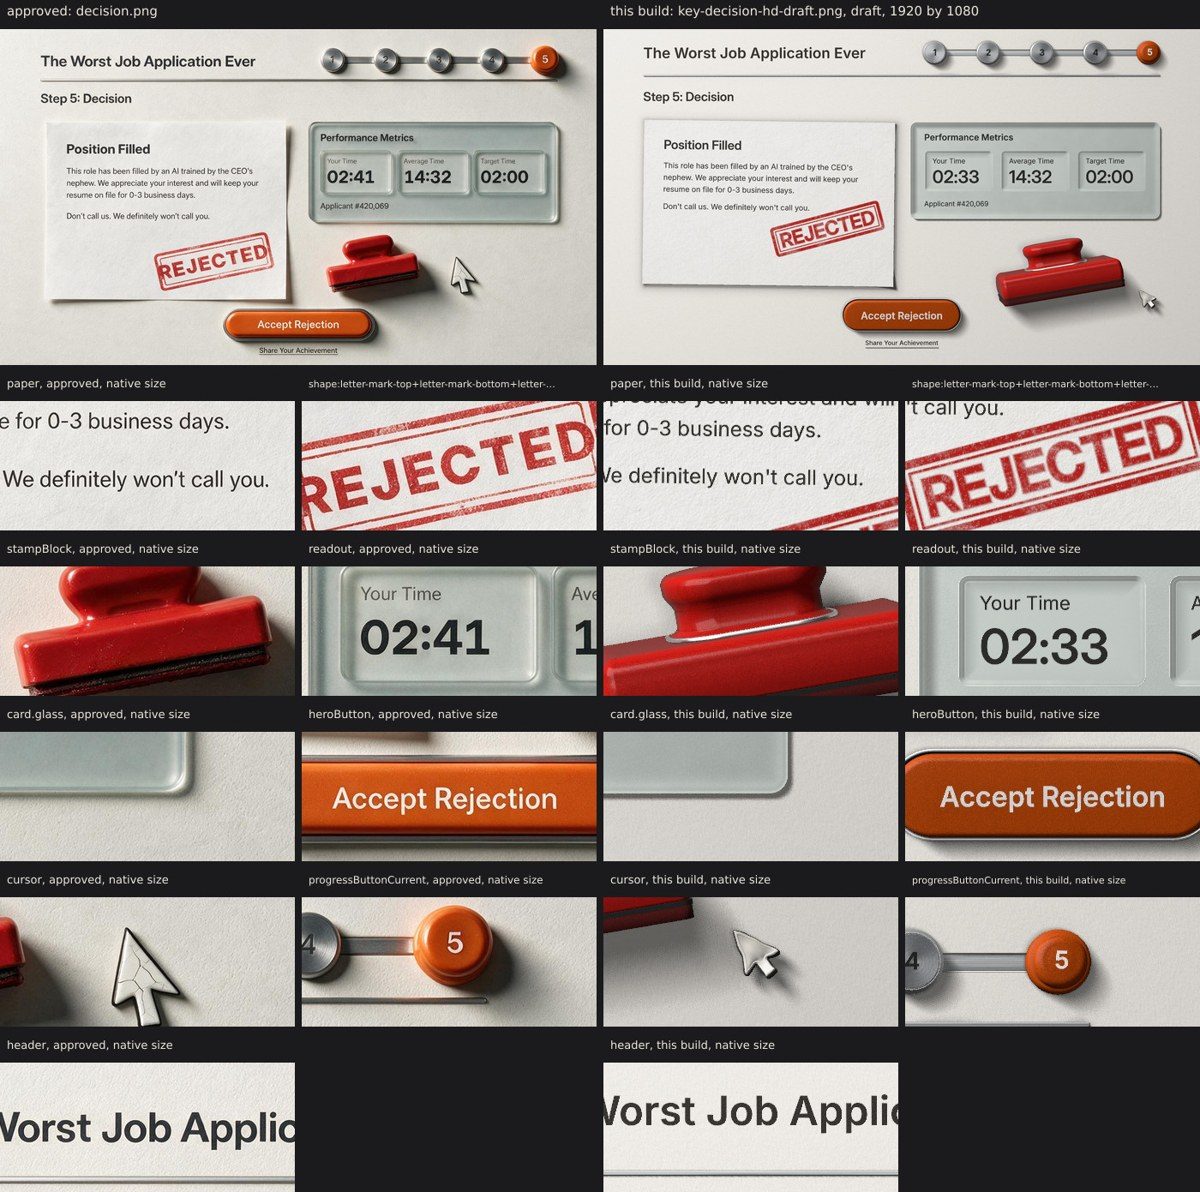 approved: decision.png
this build: key-decision-hd-draft.png, draft, 1920 by 1080
The Worst Job Application Ever
1 2 3 4 5
Step 5: Decision
Position Filled
This role has been filled by an AI trained by the CEO's
nephew. We appreciate your interest and will keep your
resume on file for 0-3 business days.
Don't call us. We definitely won't call you.
REJECTED
Performance Metrics
Your Time
Average Time
Target Time
02:41
14:32
02:00
Applicant #420,069
Accept Rejection
Share Your Achievement
The Worst Job Application Ever
1 2 3 4 5
Step 5: Decision
Position Filled
This role has been filled by an AI trained by the CEO's
nephew. We appreciate your interest and will keep your
resume on file for 0-3 business days.
Don't call us. We definitely won't call you.
REJECTED
Performance Metrics
Your Time
Average Time
Target Time
02:33
14:32
02:00
Applicant #420,069
Accept Rejection
Share Your Achievement
paper, approved, native size
shape:letter-mark-top+letter-mark-bottom+letter-...
paper, this build, native size
shape:letter-mark-top+letter-mark-bottom+letter-...
e for 0-3 business days.
We definitely won't call you.
REJECTED
preciate your interest and will
for 0-3 business days.
We definitely won't call you.
't call you.
REJECTED
stampBlock, approved, native size
readout, approved, native size
stampBlock, this build, native size
readout, this build, native size
Your Time
Ave
02:41
1
Your Time
A
02:33
card.glass, approved, native size
heroButton, approved, native size
card.glass, this build, native size
heroButton, this build, native size
Accept Rejection
Accept Rejection
cursor, approved, native size
progressButtonCurrent, approved, native size
cursor, this build, native size
progressButtonCurrent, this build, native size
4 5
4 5
header, approved, native size
header, this build, native size
Worst Job Applic
Worst Job Applic